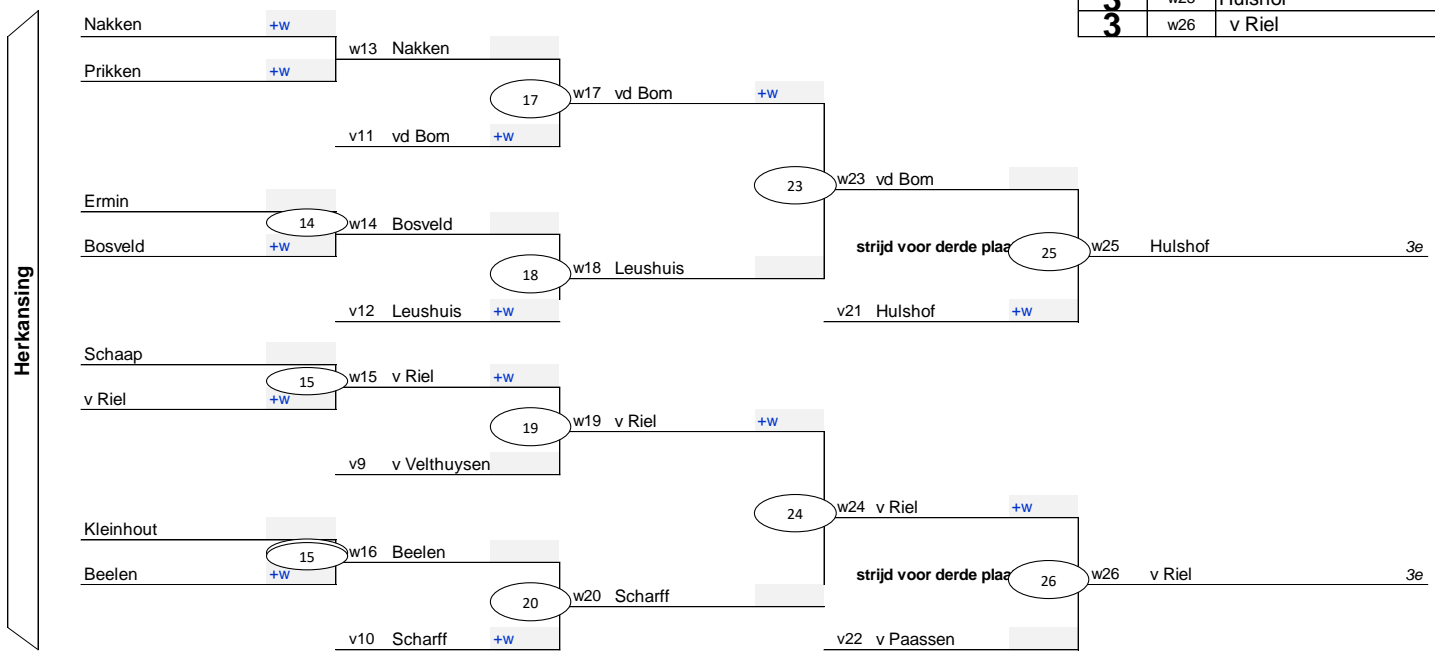 3 w25 Hulshof
3 w26 v Riel
Herkansing
Nakken +w
w13 Nakken
Prikken +w
17 w17 vd Bom +w
v11 vd Bom +w
23 w23 vd Bom
Ermin
14 w14 Bosveld
Bosveld +w
strijd voor derde plaa 25 w25 Hulshof 3e
18 w18 Leushuis
v12 Leushuis +w
v21 Hulshof +w
Schaap
15 w15 v Riel +w
v Riel +w
19 w19 v Riel +w
v9 v Velthuysen
24 w24 v Riel +w
Kleinhout
15 w16 Beelen
Beelen +w
strijd voor derde plaa 26 w26 v Riel 3e
20 w20 Scharff
v10 Scharff +w
v22 v Paassen